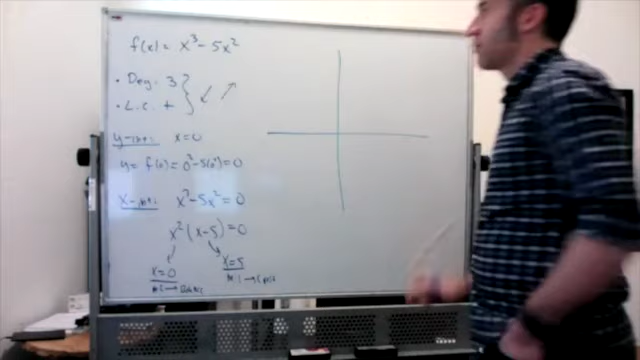 f(x) = x³ - 5x²
• Deg. 3
• L.C. +
y-int: x=0
y = f(0) = 0³-5(0²) = 0
x-int: x³-5x² = 0
x²(x-5) = 0
x=0 x=5